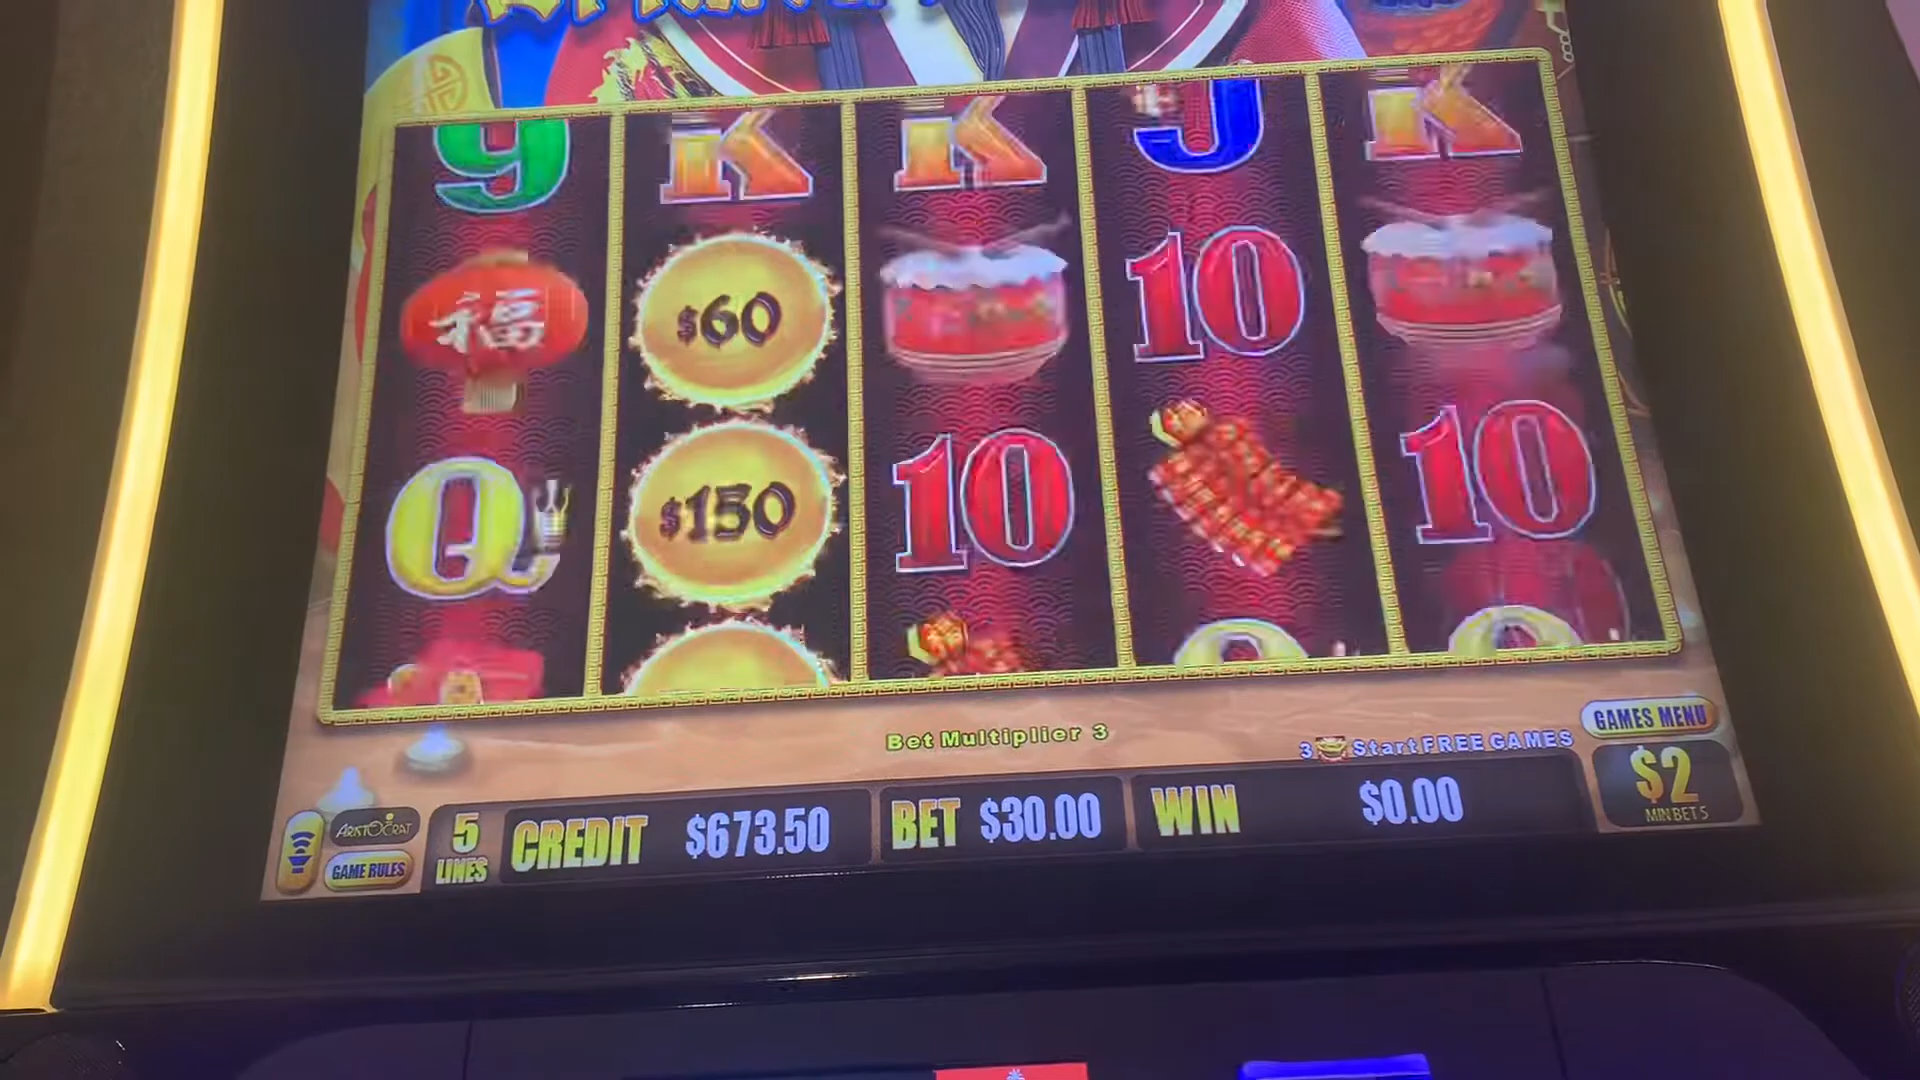 9 K K J K
福 $60 10
Q $150 10 10
Bet Multiplier 3
3 Start FREE GAMES
GAMES MENU
ARISTOCRAT
GAME RULES
5 LINES
CREDIT $673.50
BET $30.00
WIN $0.00
$2
MIN BET 5